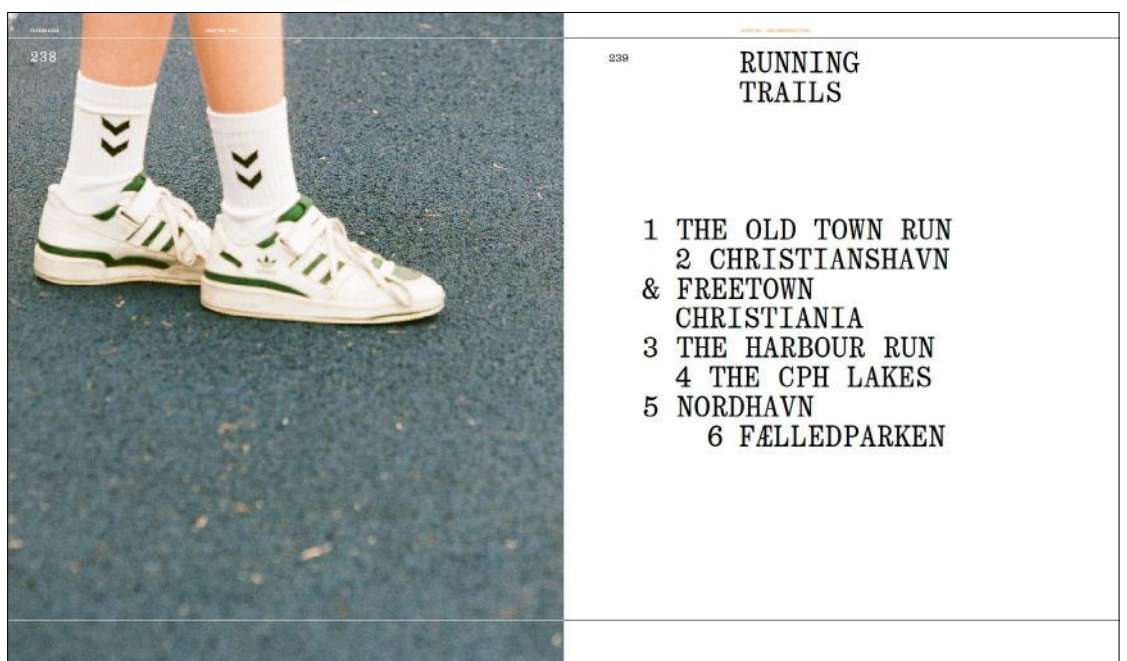 238
239
RUNNING
TRAILS
1 THE OLD TOWN RUN
2 CHRISTIANSHAVN
& FREETOWN
CHRISTIANIA
3 THE HARBOUR RUN
4 THE CPH LAKES
5 NORDHAVN
6 FÆLLEDPARKEN